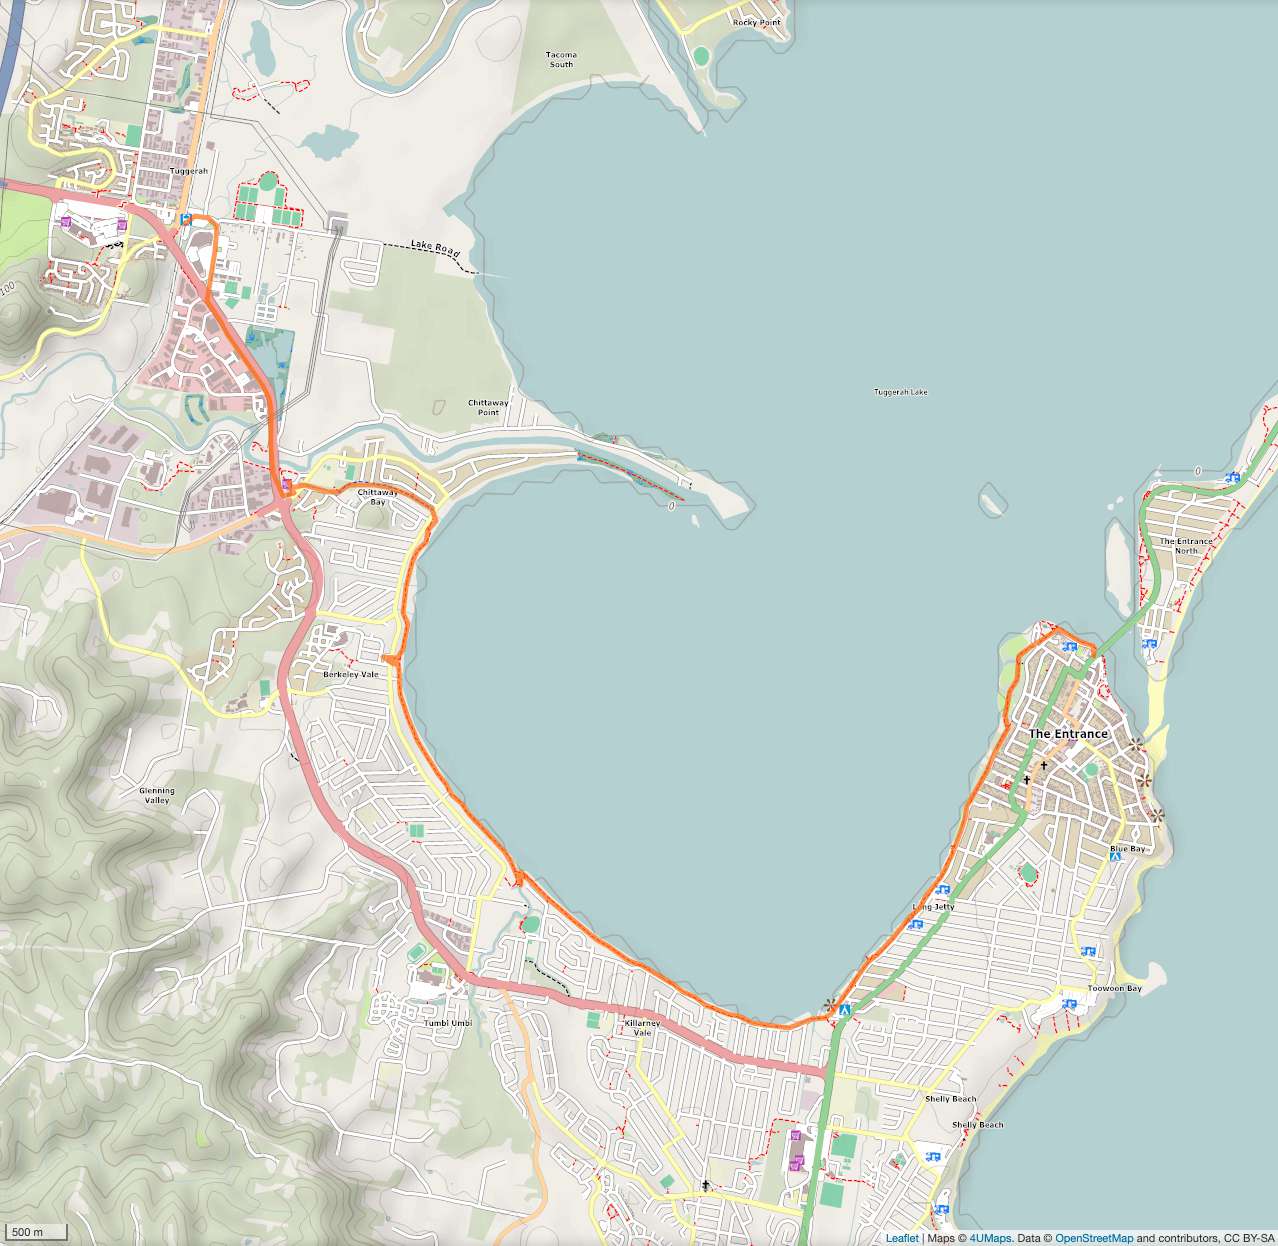 Rocky Point
Tacoma
South
Tuggerah
Lake Road
100
Tuggerah Lake
Chittaway
Point
0
Chittaway
Bay
0
The Entrance
North
Berkeley Vale
The Entrance
Glenning
Valley
Blue Bay
Long Jetty
Toowoon Bay
Tumbi Umbi
Killarney
Vale
Shelly Beach
Shelly Beach
500 m
Leaflet | Maps © 4UMaps. Data © OpenStreetMap and contributors, CC BY-SA